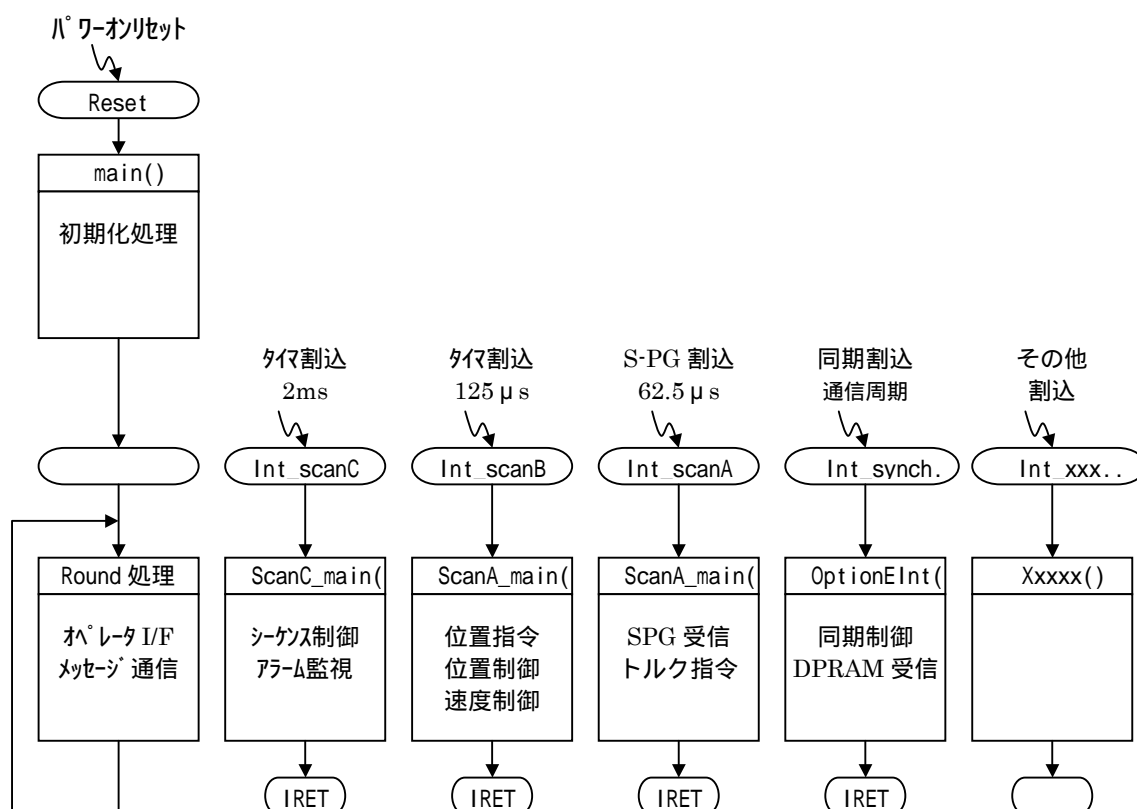 パワーオンリセット
Reset
main()
初期化処理
タイマ割込
2ms
タイマ割込
125μs
S-PG 割込
62.5μs
同期割込
通信周期
その他
割込
Int_scanC
Int_scanB
Int_scanA
Int_synch.
Int_xxx..
Round 処理
オペレータ I/F
メッセージ通信
ScanC_main(
シーケンス制御
アラーム監視
ScanA_main(
位置指令
位置制御
速度制御
ScanA_main(
SPG 受信
トルク指令
OptionEInt(
同期制御
DPRAM 受信
Xxxxx()
IRET
IRET
IRET
IRET